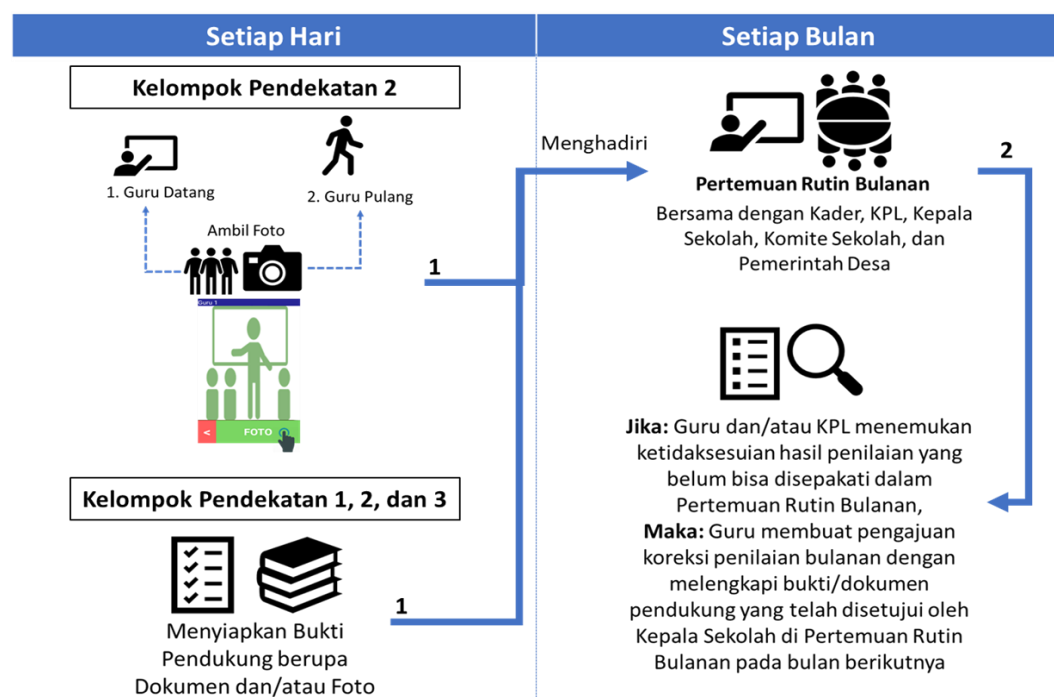 Setiap Hari
Kelompok Pendekatan 2
1. Guru Datang
2. Guru Pulang
Ambil Foto
1
Guru 1
<
FOTO
Kelompok Pendekatan 1, 2, dan 3
1
Menyiapkan Bukti
Pendukung berupa
Dokumen dan/atau Foto
Setiap Bulan
Menghadiri
Pertemuan Rutin Bulanan
Bersama dengan Kader, KPL, Kepala
Sekolah, Komite Sekolah, dan
Pemerintah Desa
2
Jika: Guru dan/atau KPL menemukan
ketidaksesuian hasil penilaian yang
belum bisa disepakati dalam
Pertemuan Rutin Bulanan,
Maka: Guru membuat pengajuan
koreksi penilaian bulanan dengan
melengkapi bukti/dokumen
pendukung yang telah disetujui oleh
Kepala Sekolah di Pertemuan Rutin
Bulanan pada bulan berikutnya